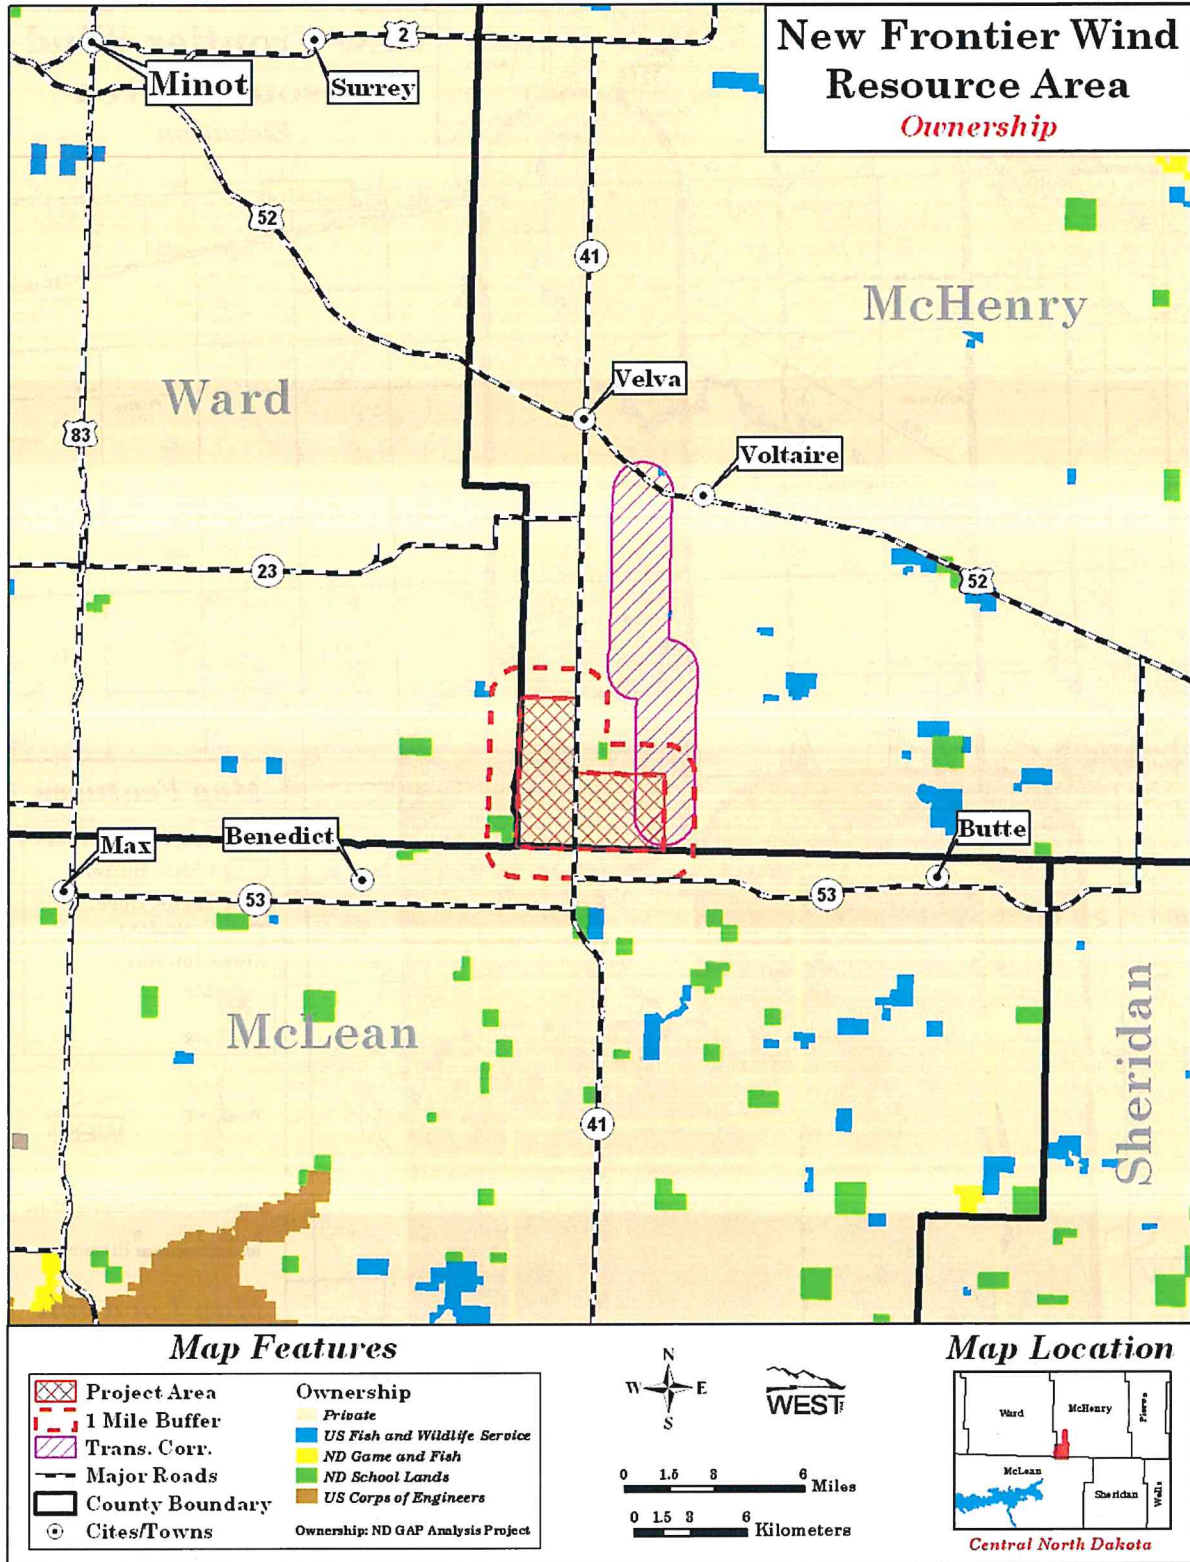 New Frontier Wind
Resource Area
Ownership
2
Minot
Surrey
52
41
McHenry
Ward
Velva
83
Voltaire
23
52
Max
Benedict
Butte
53
53
McLean
Sheridan
41
Map Features
Project Area
1 Mile Buffer
Trans. Corr.
Major Roads
County Boundary
Cites/Towns
Ownership
Private
US Fish and Wildlife Service
ND Game and Fish
ND School Lands
US Corps of Engineers
Ownership: ND GAP Analysis Project
N
W E
S
WEST
0 1.5 3 6 Miles
0 1.5 3 6 Kilometers
Map Location
Ward
McHenry
Pierce
McLean
Sheridan
Wells
Central North Dakota